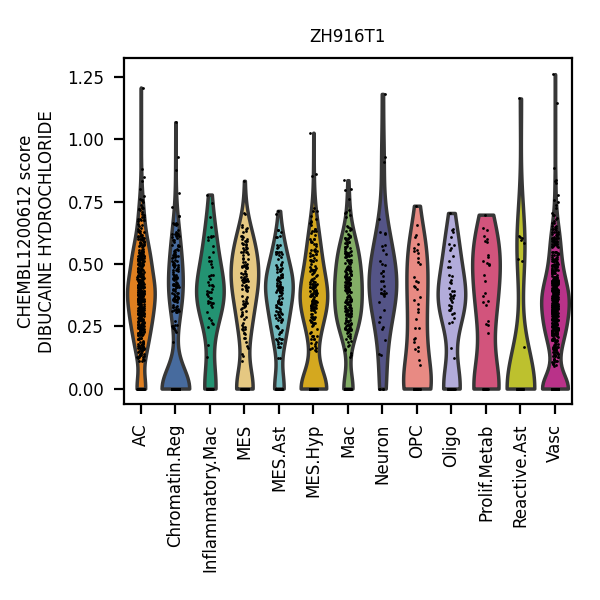 ZH916T1
CHEMBL1200612 score
DIBUCAINE HYDROCHLORIDE
1.25
1.00
0.75
0.50
0.25
0.00
AC
Chromatin.Reg
Inflammatory.Mac
MES
MES.Ast
MES.Hyp
Mac
Neuron
OPC
Oligo
Prolif.Metab
Reactive.Ast
Vasc